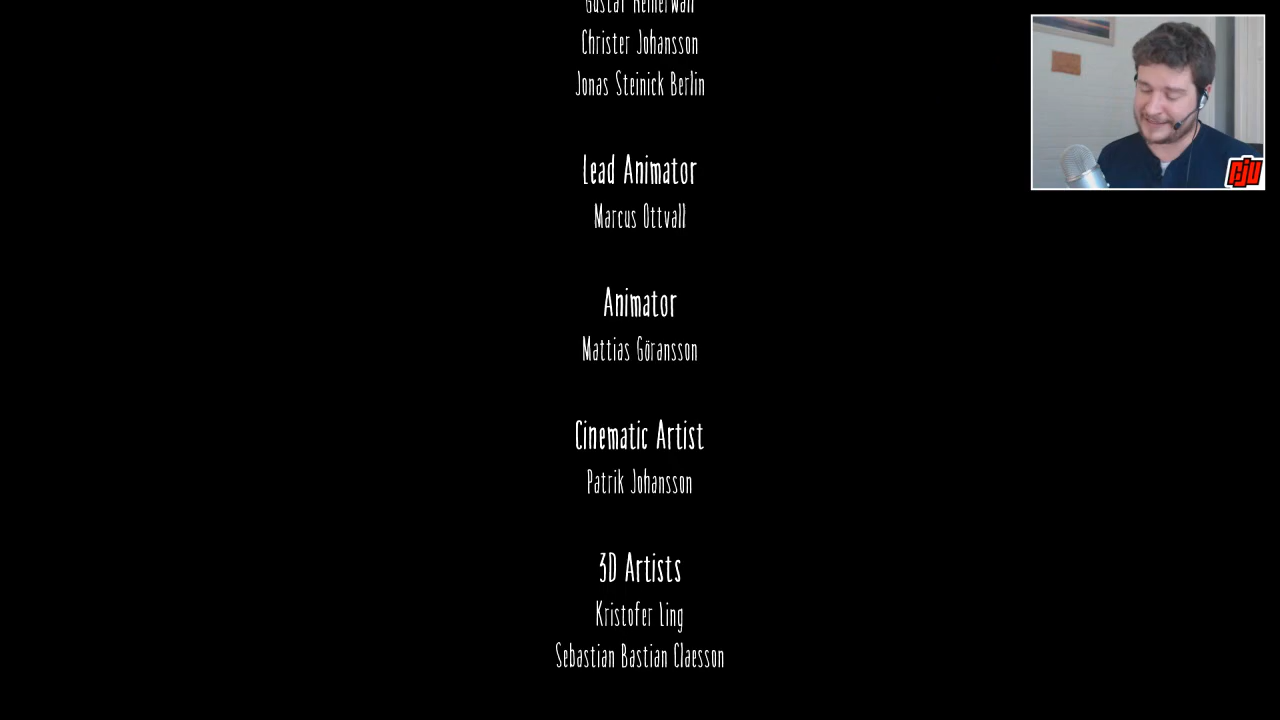 Christer Johansson
Jonas Steinick Berlin
Lead Animator
Marcus Ottvall
Animator
Mattias Göransson
Cinematic Artist
Patrik Johansson
3D Artists
Kristofer Ling
Sebastian Bastian Claesson